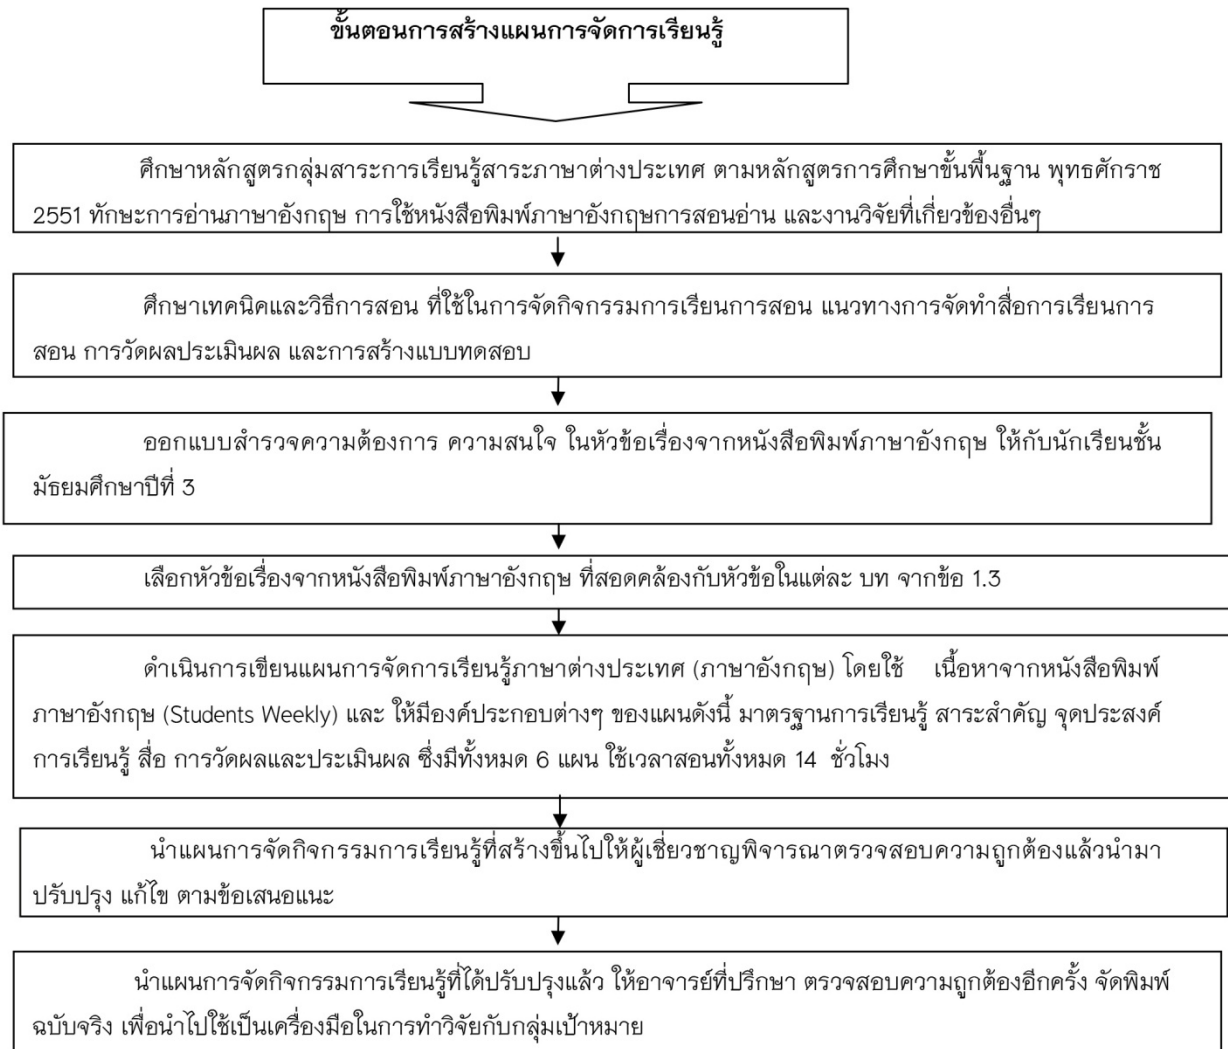 ขั้นตอนการสร้างแผนการจัดการเรียนรู้
ศึกษาหลักสูตรกลุ่มสาระการเรียนรู้สาระภาษาต่างประเทศ ตามหลักสูตรการศึกษาขั้นพื้นฐาน พุทธศักราช
2551 ทักษะการอ่านภาษาอังกฤษ การใช้หนังสือพิมพ์ภาษาอังกฤษการสอนอ่าน และงานวิจัยที่เกี่ยวข้องอื่นๆ
ศึกษาเทคนิคและวิธีการสอน ที่ใช้ในการจัดกิจกรรมการเรียนการสอน แนวทางการจัดทำสื่อการเรียนการ
สอน การวัดผลประเมินผล และการสร้างแบบทดสอบ
ออกแบบสำรวจความต้องการ ความสนใจ ในหัวข้อเรื่องจากหนังสือพิมพ์ภาษาอังกฤษ ให้กับนักเรียนชั้น
มัธยมศึกษาปีที่ 3
เลือกหัวข้อเรื่องจากหนังสือพิมพ์ภาษาอังกฤษ ที่สอดคล้องกับหัวข้อในแต่ละ บท จากข้อ 1.3
ดำเนินการเขียนแผนการจัดการเรียนรู้ภาษาต่างประเทศ (ภาษาอังกฤษ) โดยใช้ เนื้อหาจากหนังสือพิมพ์
ภาษาอังกฤษ (Students Weekly) และ ให้มีองค์ประกอบต่างๆ ของแผนดังนี้ มาตรฐานการเรียนรู้ สาระสำคัญ จุดประสงค์
การเรียนรู้ สื่อ การวัดผลและประเมินผล ซึ่งมีทั้งหมด 6 แผน ใช้เวลาสอนทั้งหมด 14 ชั่วโมง
นำแผนการจัดกิจกรรมการเรียนรู้ที่สร้างขึ้นไปให้ผู้เชี่ยวชาญพิจารณาตรวจสอบความถูกต้องแล้วนำมา
ปรับปรุง แก้ไข ตามข้อเสนอแนะ
นำแผนการจัดกิจกรรมการเรียนรู้ที่ได้ปรับปรุงแล้ว ให้อาจารย์ที่ปรึกษา ตรวจสอบความถูกต้องอีกครั้ง จัดพิมพ์
ฉบับจริง เพื่อนำไปใช้เป็นเครื่องมือในการทำวิจัยกับกลุ่มเป้าหมาย